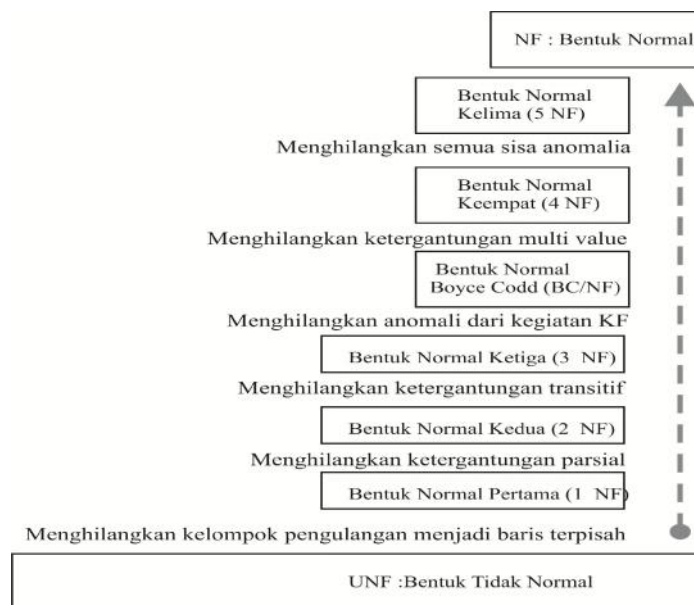 NF : Bentuk Normal
Bentuk Normal
Kelima (5 NF)
Menghilangkan semua sisa anomalia
Bentuk Normal
Keempat (4 NF)
Menghilangkan ketergantungan multi value
Bentuk Normal
Boyce Codd (BC/NF)
Menghilangkan anomali dari kegiatan KF
Bentuk Normal Ketiga (3 NF)
Menghilangkan ketergantungan transitif
Bentuk Normal Kedua (2 NF)
Menghilangkan ketergantungan parsial
Bentuk Normal Pertama (1 NF)
Menghilangkan kelompok pengulangan menjadi baris terpisah
UNF :Bentuk Tidak Normal